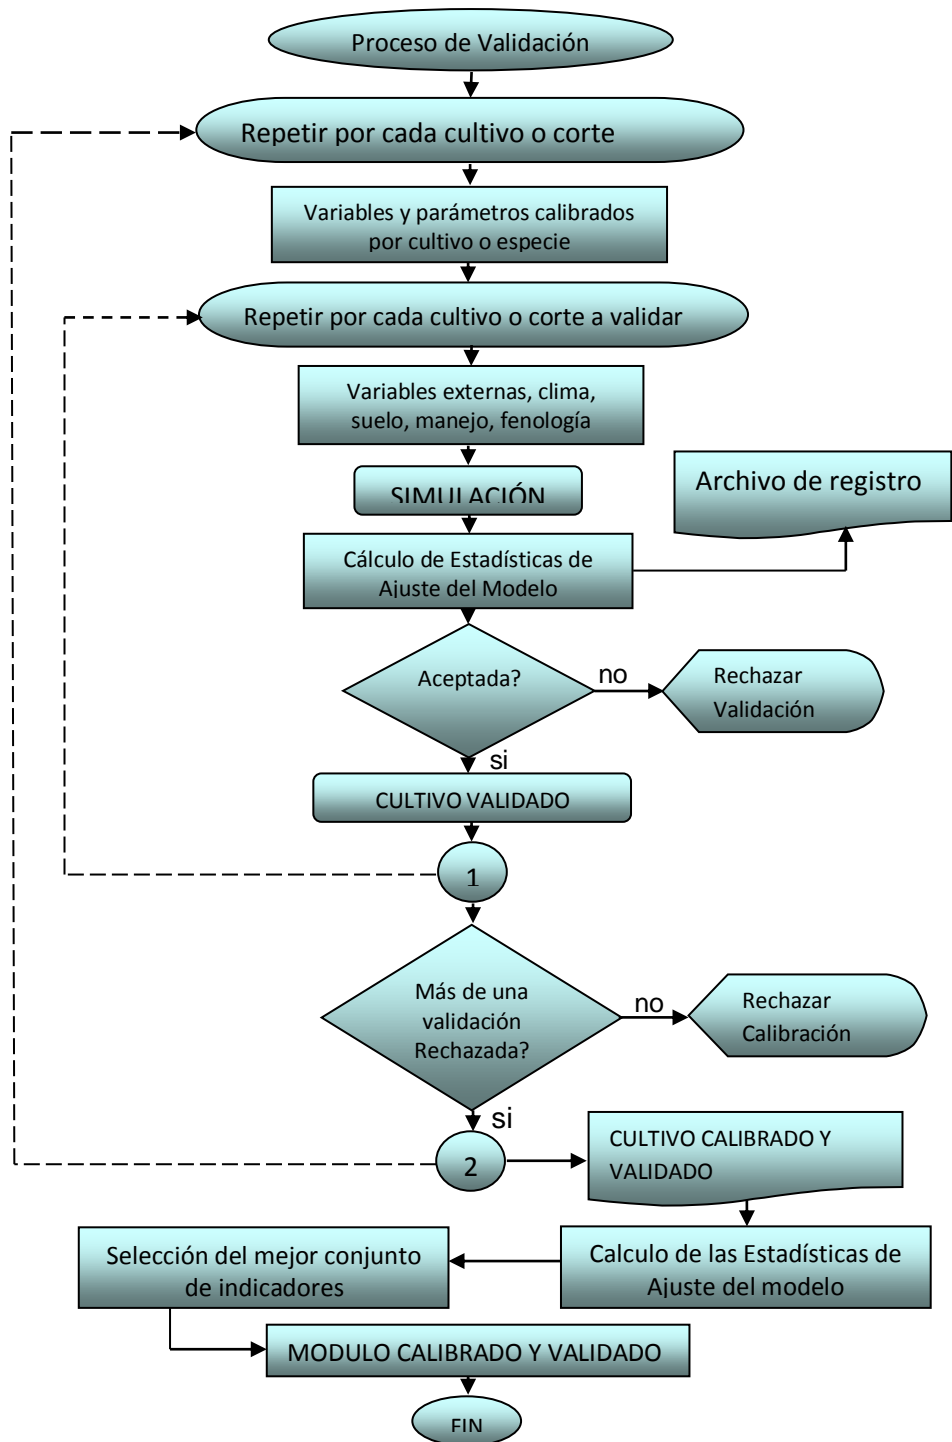 Proceso de Validación
Repetir por cada cultivo o corte
Variables y parámetros calibrados
por cultivo o especie
Repetir por cada cultivo o corte a validar
Variables externas, clima,
suelo, manejo, fenología
SIMULACIÓN
Archivo de registro
Cálculo de Estadísticas de
Ajuste del Modelo
Aceptada?
no
Rechazar
Validación
si
CULTIVO VALIDADO
1
Más de una
validación
Rechazada?
no
Rechazar
Calibración
si
2
CULTIVO CALIBRADO Y
VALIDADO
Calculo de las Estadísticas de
Ajuste del modelo
Selección del mejor conjunto
de indicadores
MODULO CALIBRADO Y VALIDADO
FIN